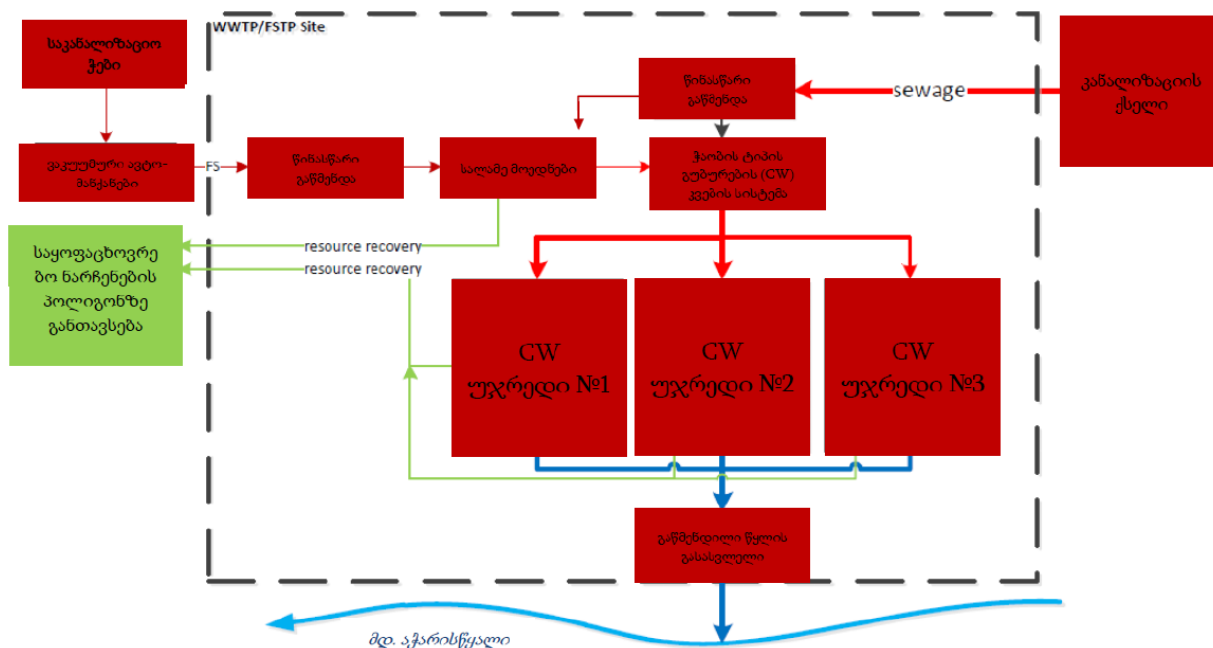 WWTP/FSTP Site
საკანალიზაციო
ჭები
წინასწარი
გაწმენდა
sewage
კანალიზაციის
ქსელი
ვაკუუმური ავტო-
მანქანები
FS
წინასწარი
გაწმენდა
სალამე მოედნები
ჭაობის ტიპის
გუბურების (CW)
კვების სისტემა
საყოფაცხოვრე
ბო ნარჩენების
პოლიგონზე
განთავსება
resource recovery
resource recovery
CW
უჯრედი №1
CW
უჯრედი №2
CW
უჯრედი №3
გაწმენდილი წყლის
გასასვლელი
მდ. აჭარისწყალი